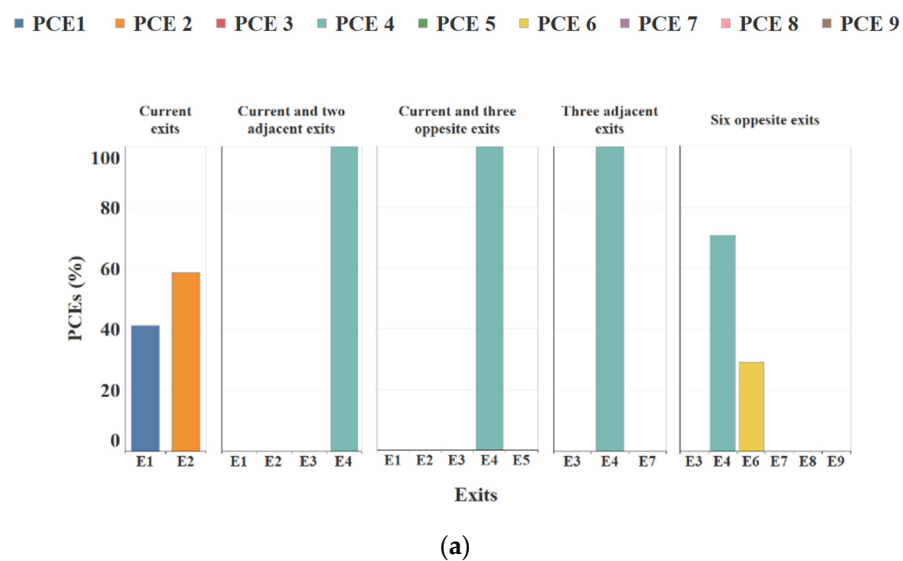 PCE1 PCE 2 PCE 3 PCE 4 PCE 5 PCE 6 PCE 7 PCE 8 PCE 9
Current exits
Current and two adjacent exits
Current and three opposite exits
Three adjacent exits
Six opposite exits
100
80
60
40
20
0
PCEs (%)
E1 E2 E1 E2 E3 E4 E1 E2 E3 E4 E5 E3 E4 E7 E3 E4 E6 E7 E8 E9
Exits
(a)